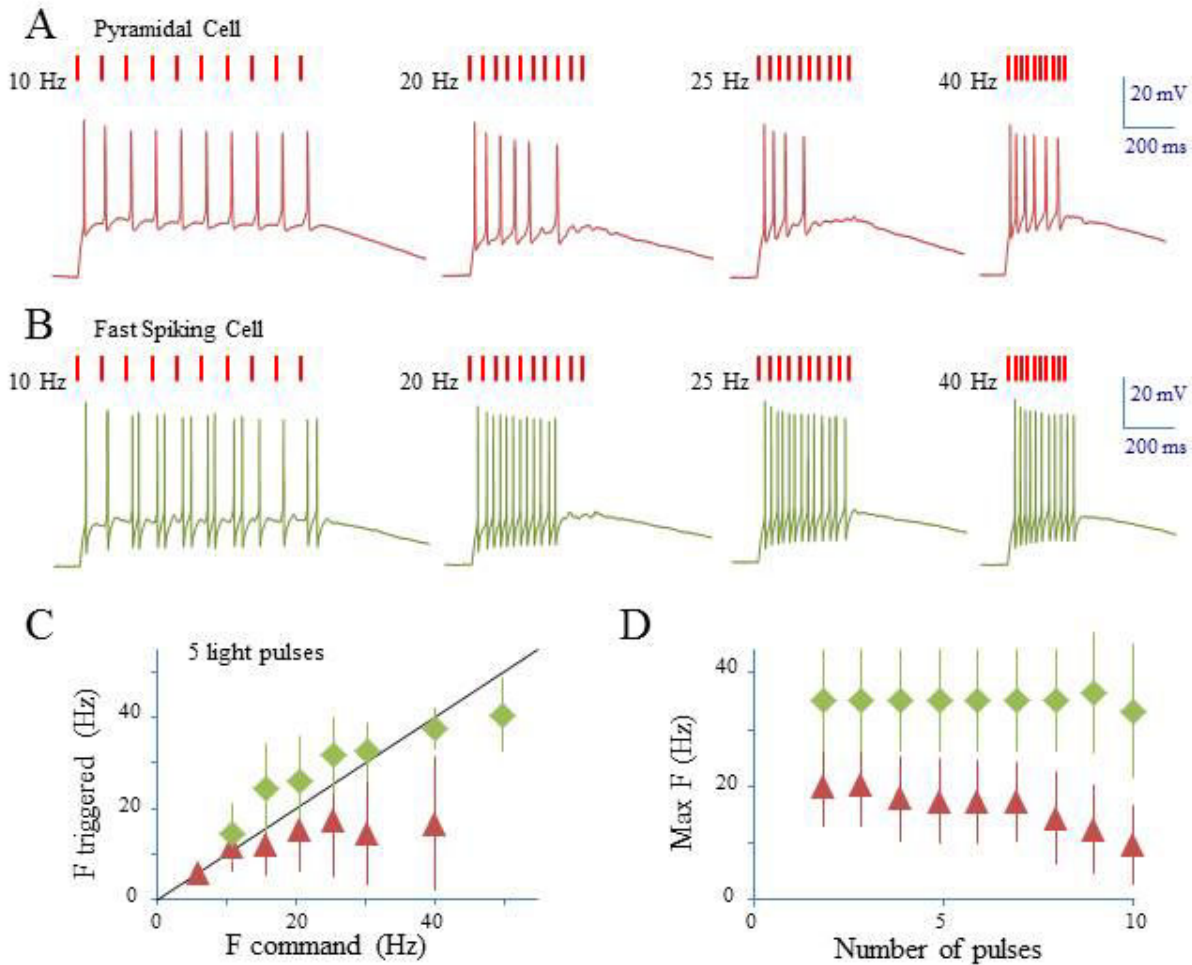 A
Pyramidal Cell
10 Hz
20 Hz
25 Hz
40 Hz
20 mV
200 ms
B
Fast Spiking Cell
10 Hz
20 Hz
25 Hz
40 Hz
20 mV
200 ms
C
5 light pulses
F triggered (Hz)
40
20
0
0
20
40
F command (Hz)
D
Max F (Hz)
40
20
0
0
5
10
Number of pulses